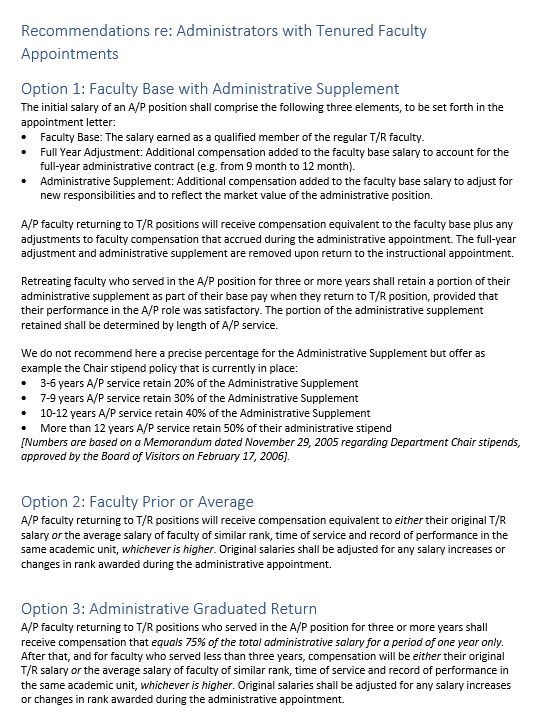 Recommendations re: Administrators with Tenured Faculty
Appointments
Option 1: Faculty Base with Administrative Supplement
The initial salary of an A/P position shall comprise the following three elements, to be set forth in the
appointment letter:
• Faculty Base: The salary earned as a qualified member of the regular T/R faculty.
• Full Year Adjustment: Additional compensation added to the faculty base salary to account for the
full-year administrative contract (e.g. from 9 month to 12 month).
• Administrative Supplement: Additional compensation added to the faculty base salary to adjust for
new responsibilities and to reflect the market value of the administrative position.
A/P faculty returning to T/R positions will receive compensation equivalent to the faculty base plus any
adjustments to faculty compensation that accrued during the administrative appointment. The full-year
adjustment and administrative supplement are removed upon return to the instructional appointment.
Retreating faculty who served in the A/P position for three or more years shall retain a portion of their
administrative supplement as part of their base pay when they return to T/R position, provided that
their performance in the A/P role was satisfactory. The portion of the administrative supplement
retained shall be determined by length of A/P service.
We do not recommend here a precise percentage for the Administrative Supplement but offer as
example the Chair stipend policy that is currently in place:
• 3-6 years A/P service retain 20% of the Administrative Supplement
• 7-9 years A/P service retain 30% of the Administrative Supplement
• 10-12 years A/P service retain 40% of the Administrative Supplement
• More than 12 years A/P service retain 50% of their administrative stipend
[Numbers are based on a Memorandum dated November 29, 2005 regarding Department Chair stipends,
approved by the Board of Visitors on February 17, 2006].
Option 2: Faculty Prior or Average
A/P faculty returning to T/R positions will receive compensation equivalent to either their original T/R
salary or the average salary of faculty of similar rank, time of service and record of performance in the
same academic unit, whichever is higher. Original salaries shall be adjusted for any salary increases or
changes in rank awarded during the administrative appointment.
Option 3: Administrative Graduated Return
A/P faculty returning to T/R positions who served in the A/P position for three or more years shall
receive compensation that equals 75% of the total administrative salary for a period of one year only.
After that, and for faculty who served less than three years, compensation will be either their original
T/R salary or the average salary of faculty of similar rank, time of service and record of performance in
the same academic unit, whichever is higher. Original salaries shall be adjusted for any salary increases
or changes in rank awarded during the administrative appointment.